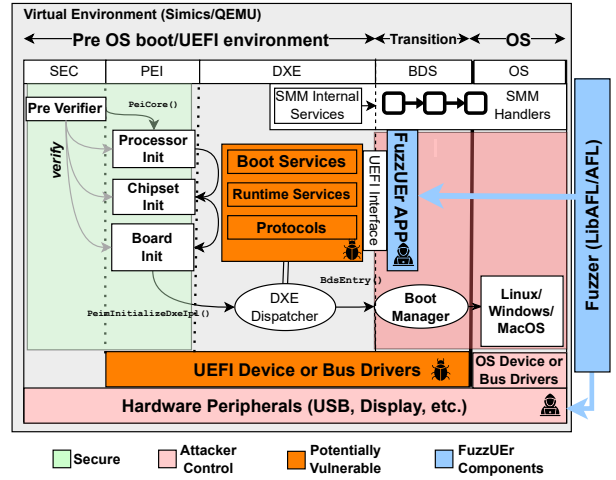 Virtual Environment (Simics/QEMU)
Pre OS boot/UEFI environment
Transition
OS
SEC
PEI
DXE
BDS
OS
Pre Verifier
PeiCore()
SMM Internal
Services
SMM
Handlers
verify
Processor
Init
Chipset
Init
Board
Init
Boot Services
Runtime Services
Protocols
UEFI Interface
FuzzUEr APP
Fuzzer (LibAFL/AFL)
BdsEntry()
PeimInitializeDxeIpl()
DXE
Dispatcher
Boot
Manager
Linux/
Windows/
MacOS
UEFI Device or Bus Drivers
OS Device or
Bus Drivers
Hardware Peripherals (USB, Display, etc.)
Secure
Attacker
Control
Potentially
Vulnerable
FuzzUEr
Components